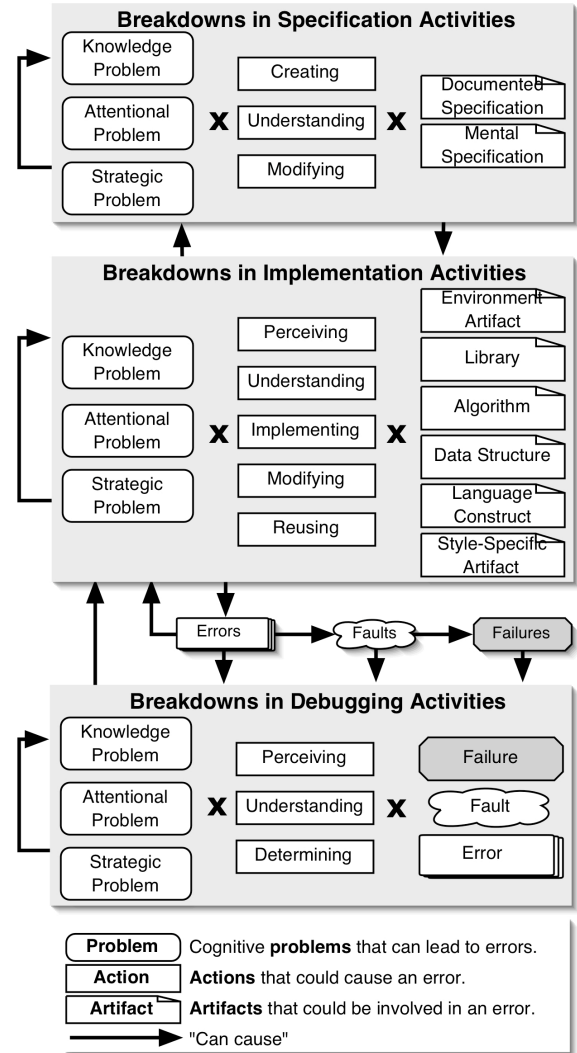 Breakdowns in Specification Activities
Knowledge
Problem
Attentional
Problem
Strategic
Problem
X
Creating
Understanding
Modifying
X
Documented
Specification
Mental
Specification
Breakdowns in Implementation Activities
Knowledge
Problem
Attentional
Problem
Strategic
Problem
X
Perceiving
Understanding
Implementing
Modifying
Reusing
X
Environment
Artifact
Library
Algorithm
Data Structure
Language
Construct
Style-Specific
Artifact
Errors
Faults
Failures
Breakdowns in Debugging Activities
Knowledge
Problem
Attentional
Problem
Strategic
Problem
X
Perceiving
Understanding
Determining
X
Failure
Fault
Error
Problem Cognitive problems that can lead to errors.
Action Actions that could cause an error.
Artifact Artifacts that could be involved in an error.
"Can cause"